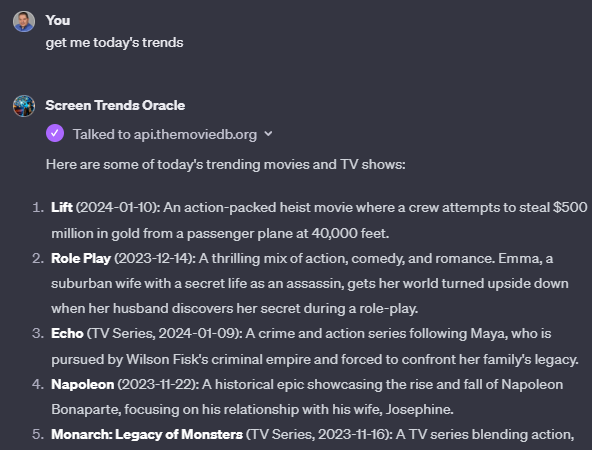 You
get me today's trends
Screen Trends Oracle
Talked to api.themoviedb.org
Here are some of today's trending movies and TV shows:
1. Lift (2024-01-10): An action-packed heist movie where a crew attempts to steal $500
million in gold from a passenger plane at 40,000 feet.
2. Role Play (2023-12-14): A thrilling mix of action, comedy, and romance. Emma, a
suburban wife with a secret life as an assassin, gets her world turned upside down
when her husband discovers her secret during a role-play.
3. Echo (TV Series, 2024-01-09): A crime and action series following Maya, who is
pursued by Wilson Fisk's criminal empire and forced to confront her family's legacy.
4. Napoleon (2023-11-22): A historical epic showcasing the rise and fall of Napoleon
Bonaparte, focusing on his relationship with his wife, Josephine.
5. Monarch: Legacy of Monsters (TV Series, 2023-11-16): A TV series blending action,